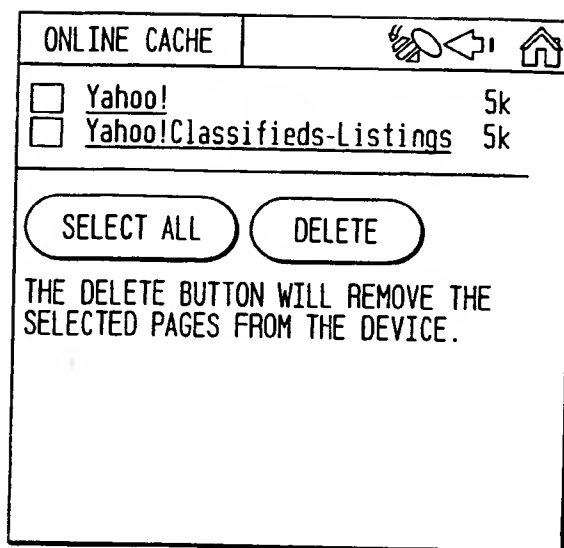 ONLINE CACHE
Yahoo! 5k
Yahoo!Classifieds-Listings 5k
SELECT ALL DELETE
THE DELETE BUTTON WILL REMOVE THE
SELECTED PAGES FROM THE DEVICE.